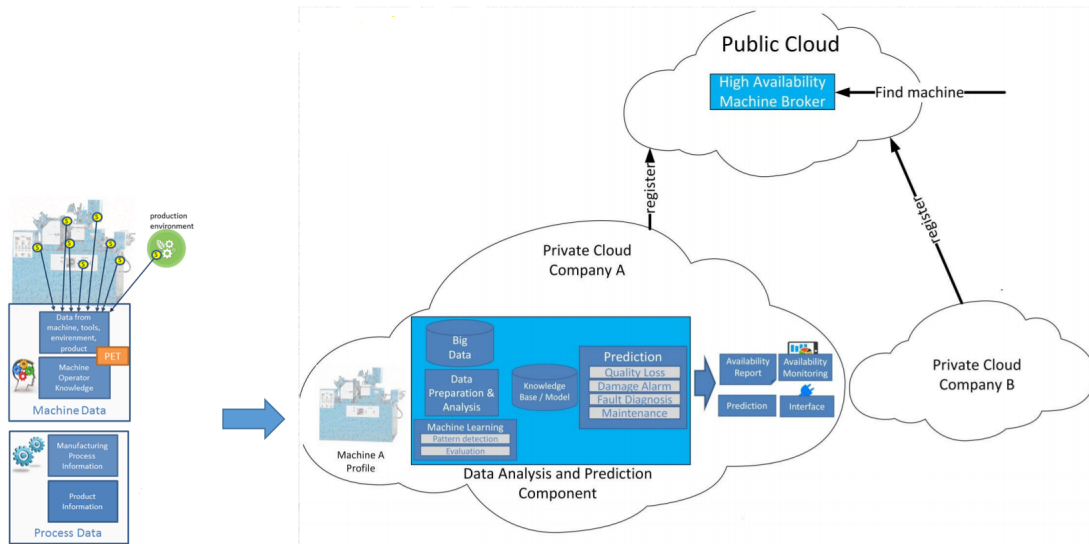 production
environment
S
S
S
S
S
S
S
S
S
Data from
machine, tools,
environment,
product
PET
Machine
Operator
Knowledge
Machine Data
Manufacturing
Process
Information
Product
Information
Process Data
Public Cloud
High Availability
Machine Broker
Find machine
register
register
Private Cloud
Company A
Big
Data
Data
Preparation &
Analysis
Machine Learning
Pattern detection
Evaluation
Knowledge
Base / Model
Prediction
Quality Loss
Damage Alarm
Fault Diagnosis
Maintenance
Availability
Report
Availability
Monitoring
Prediction
Interface
Machine A
Profile
Data Analysis and Prediction
Component
Private Cloud
Company B